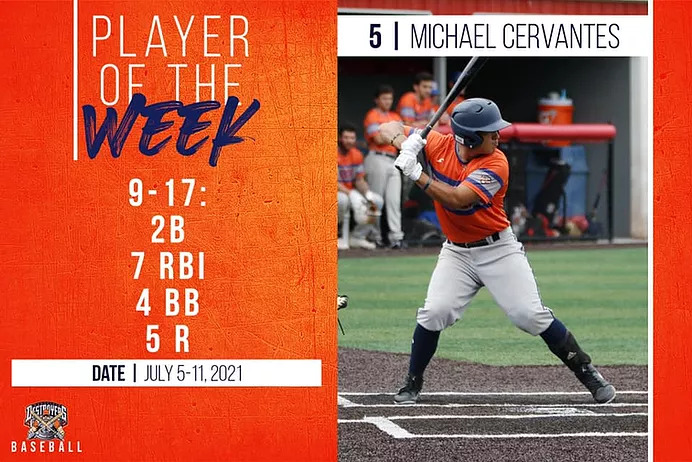 PLAYER
OF THE
WEEK
9-17:
2B
7 RBI
4 BB
5 R
DATE | JULY 5-11, 2021
DESTROYERS
BASEBALL
5 | MICHAEL CERVANTES